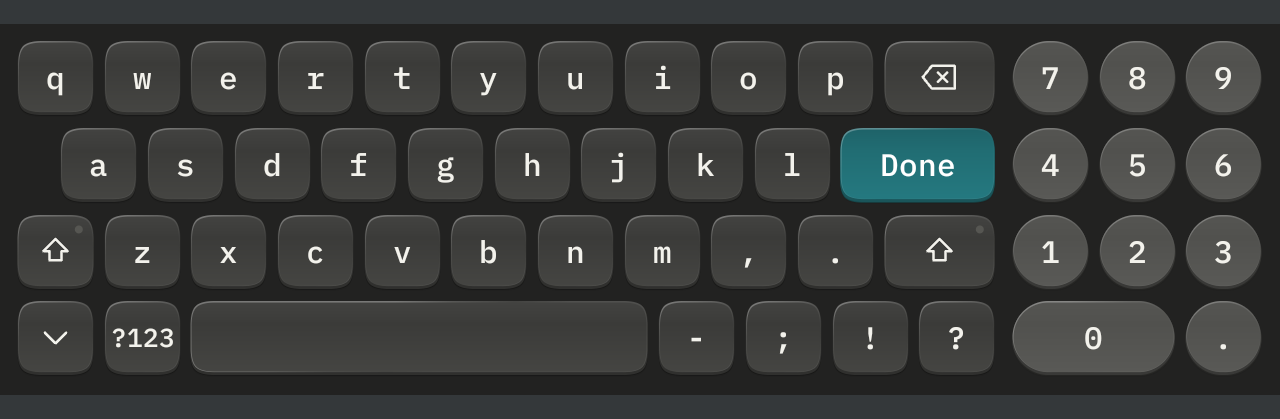 q w e r t y u i o p 7 8 9
a s d f g h j k l Done 4 5 6
z x c v b n m , . 1 2 3
?123 - ; ! ? 0 .